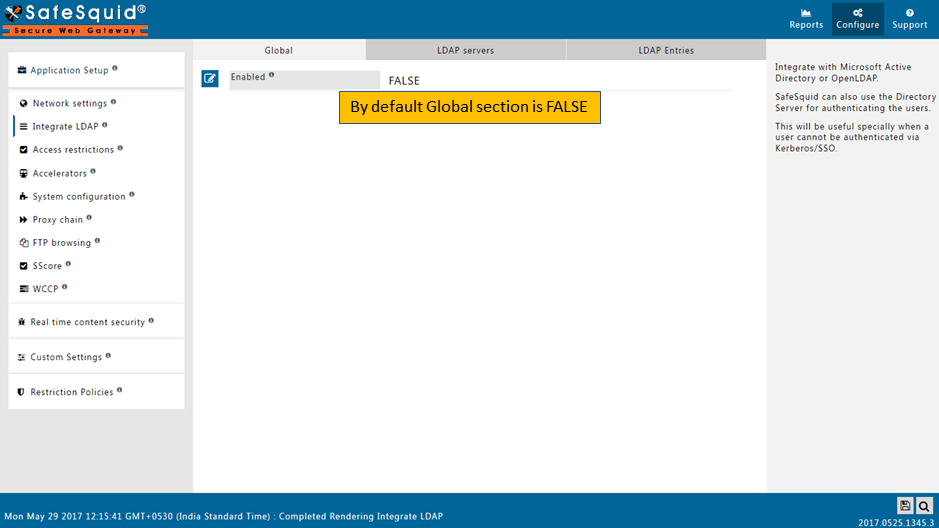 SafeSquid®
Secure Web Gateway
Reports
Configure
Support
Application Setup
Network settings
Integrate LDAP
Access restrictions
Accelerators
System configuration
Proxy chain
FTP browsing
SScore
WCCP
Real time content security
Custom Settings
Restriction Policies
Global
LDAP servers
LDAP Entries
Enabled
FALSE
By default Global section is FALSE
Integrate with Microsoft Active
Directory or OpenLDAP.
SafeSquid can also use the Directory
Server for authenticating the users.
This will be useful specially when a
user cannot be authenticated via
Kerberos/SSO.
Mon May 29 2017 12:15:41 GMT+0530 (India Standard Time) : Completed Rendering Integrate LDAP
2017.0525.1345.3